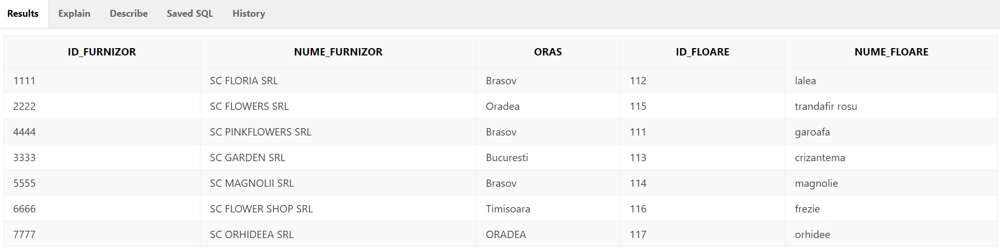 Results Explain Describe Saved SQL History
ID_FURNIZOR NUME_FURNIZOR ORAS ID_FLOARE NUME_FLOARE
1111 SC FLORIA SRL Brasov 112 lalea
2222 SC FLOWERS SRL Oradea 115 trandafir rosu
4444 SC PINKFLOWERS SRL Brasov 111 garoafa
3333 SC GARDEN SRL Bucuresti 113 crizantema
5555 SC MAGNOLII SRL Brasov 114 magnolie
6666 SC FLOWER SHOP SRL Timisoara 116 frezie
7777 SC ORHIDEEA SRL ORADEA 117 orhidee